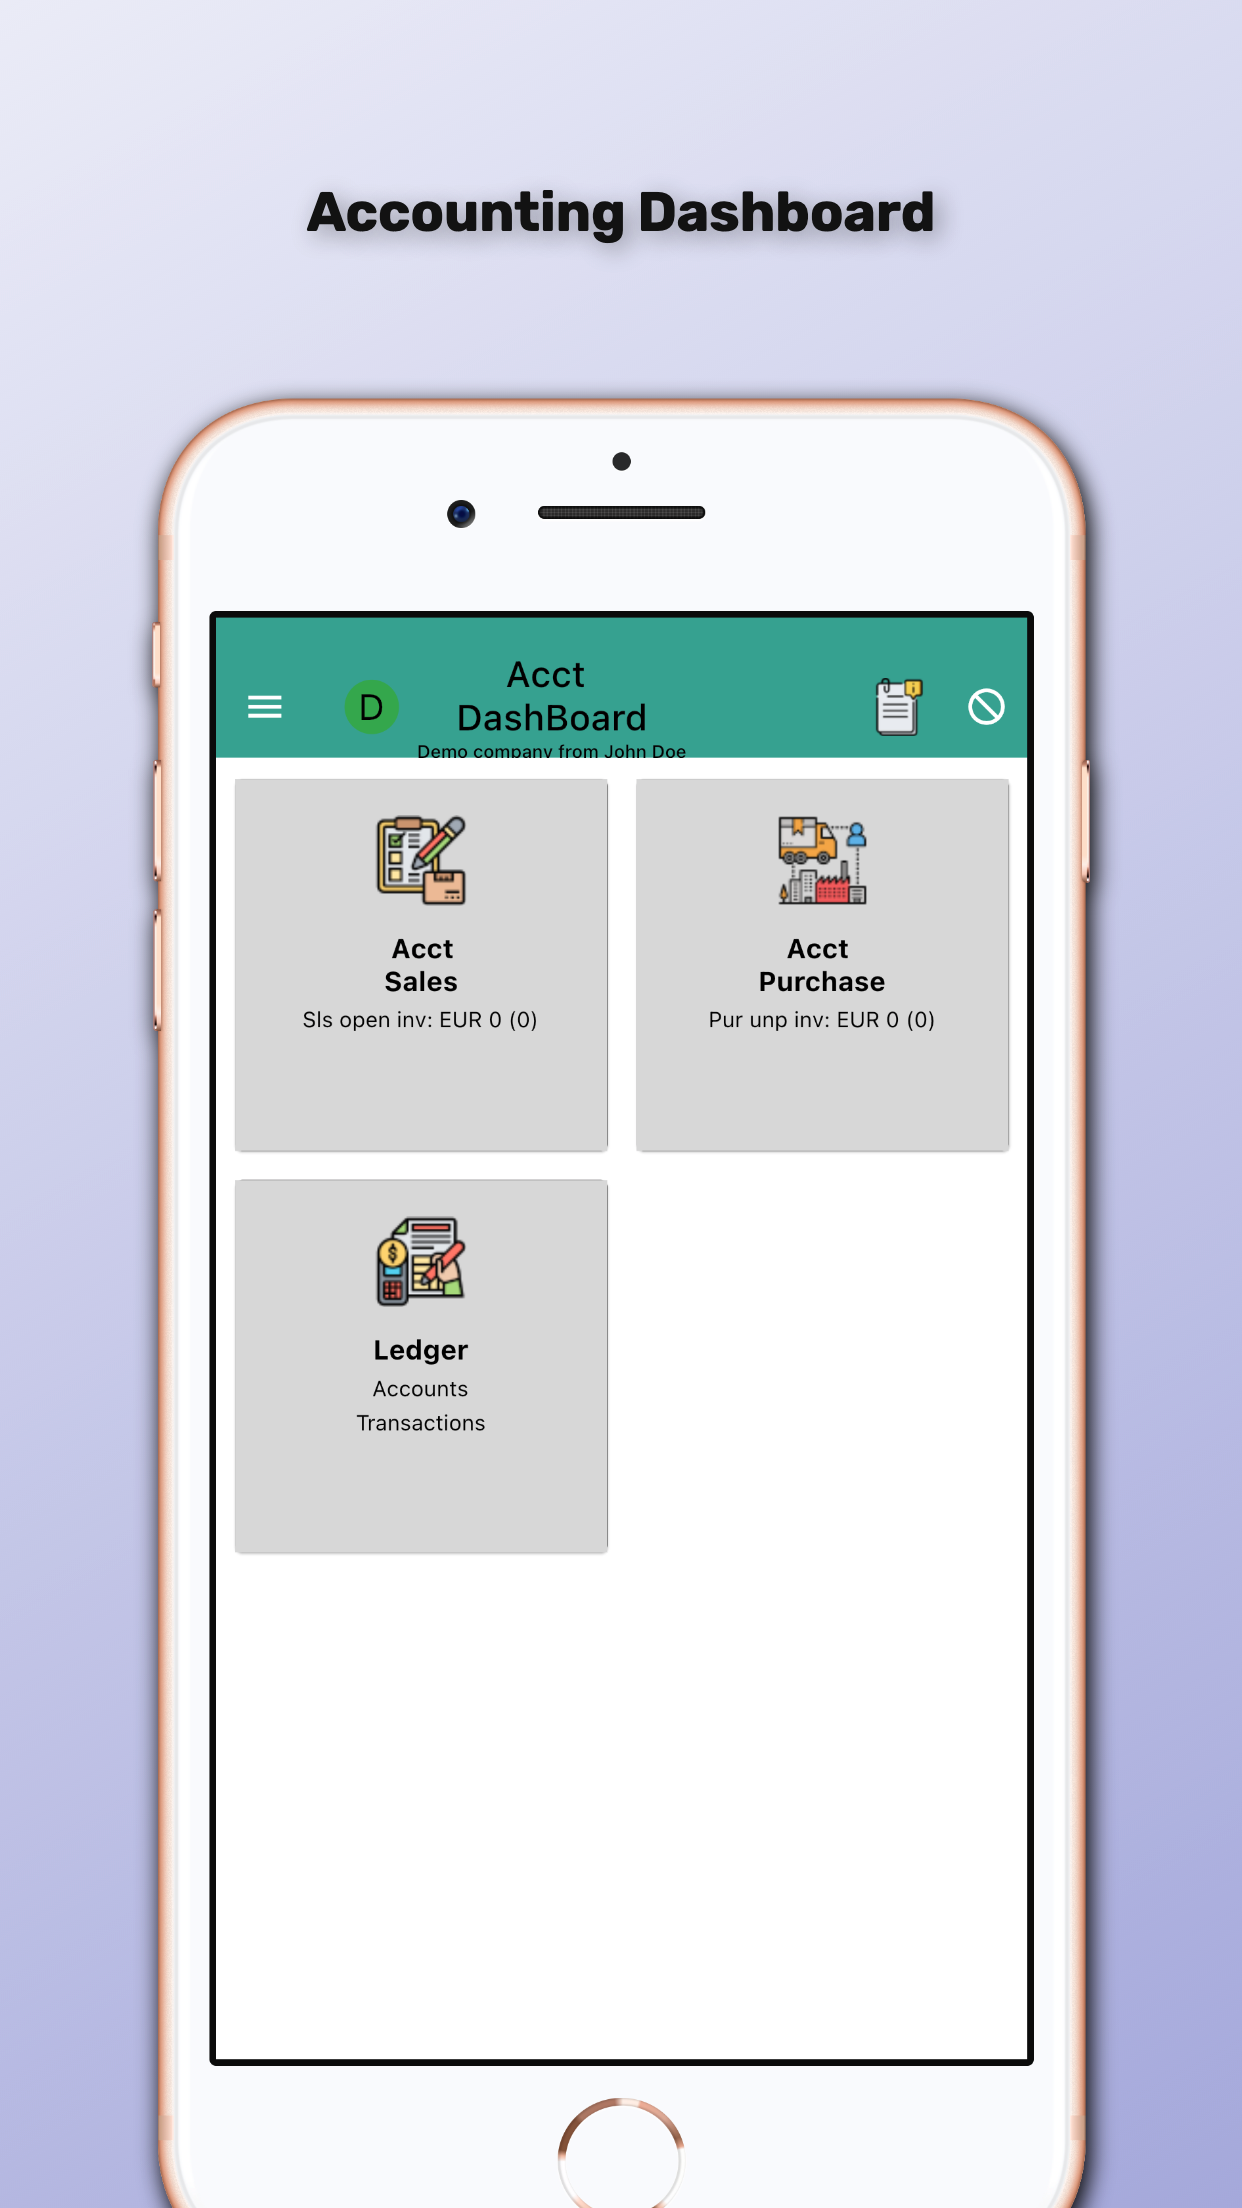 Accounting Dashboard
D
Acct
DashBoard
Demo company from John Doe
Acct
Sales
Sls open inv: EUR 0 (0)
Acct
Purchase
Pur unp inv: EUR 0 (0)
Ledger
Accounts
Transactions